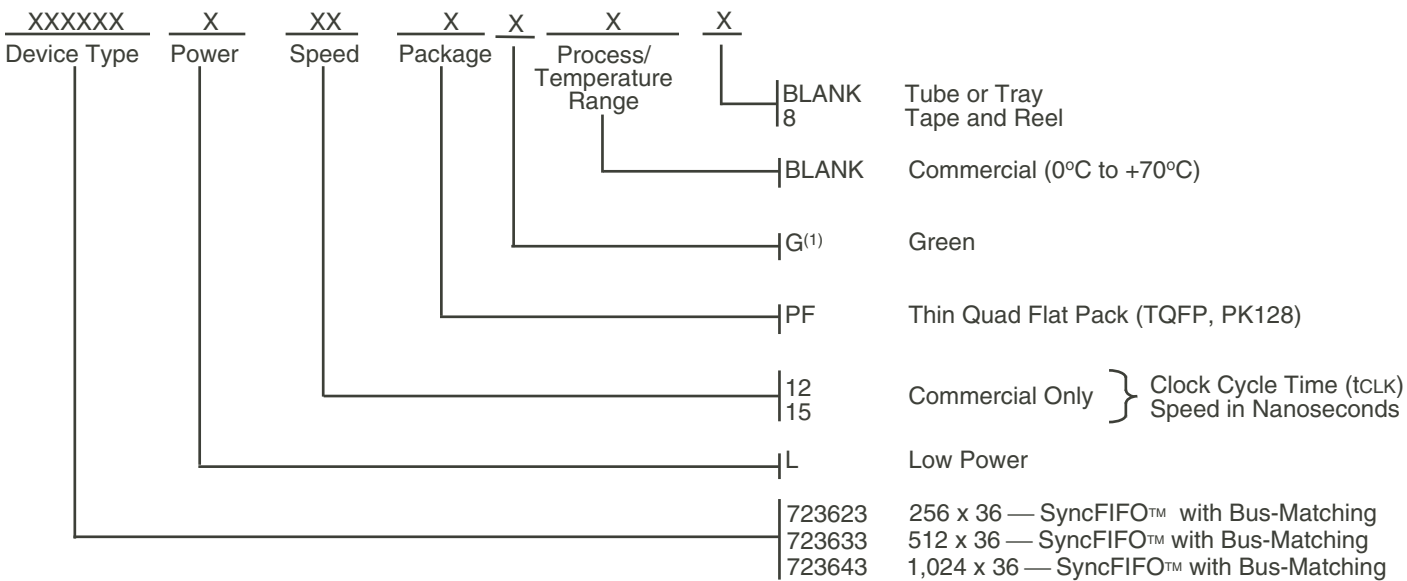 XXXXXX X XX X X X X
Device Type Power Speed Package Process/
Temperature
Range
BLANK Tube or Tray
8 Tape and Reel
BLANK Commercial (0°C to +70°C)
G(1) Green
PF Thin Quad Flat Pack (TQFP, PK128)
12
15
Commercial Only } Clock Cycle Time (tCLK)
Speed in Nanoseconds
L Low Power
723623 256 x 36 — SyncFIFO™ with Bus-Matching
723633 512 x 36 — SyncFIFO™ with Bus-Matching
723643 1,024 x 36 — SyncFIFO™ with Bus-Matching